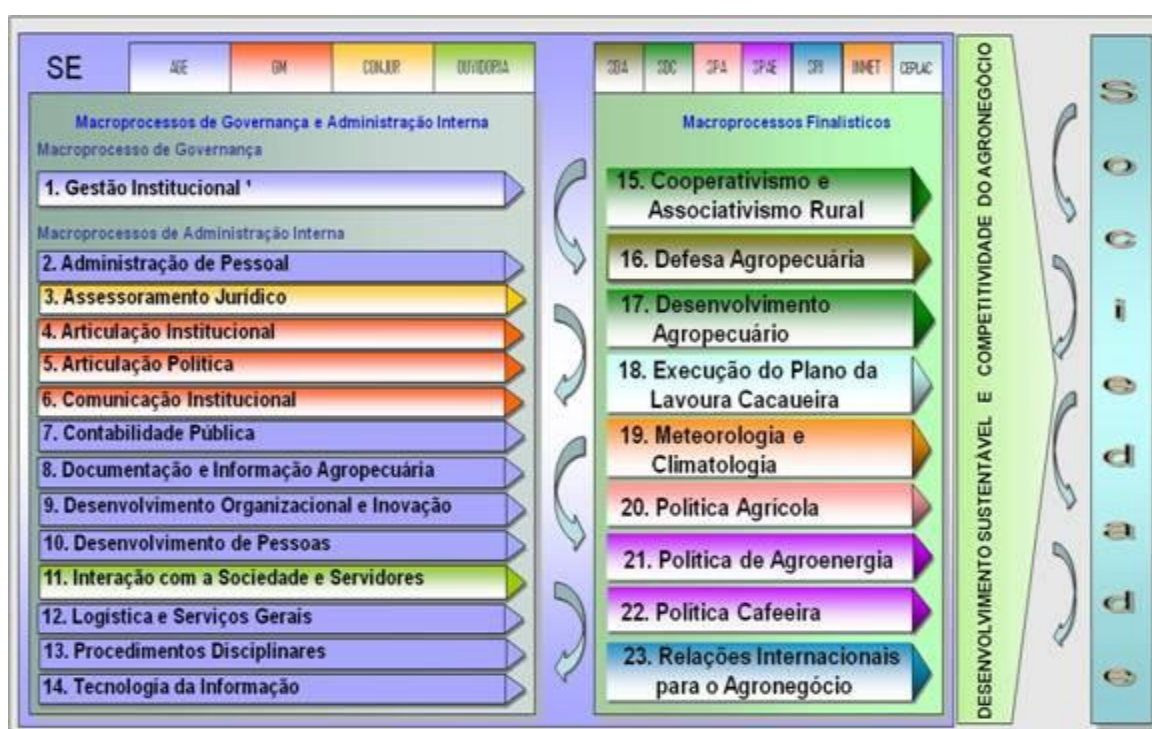 SE
AGE
GM
CONJUR
OUVIDORIA
Macroprocessos de Governança e Administração Interna
Macroprocesso de Governança
1. Gestão Institucional '
Macroprocessos de Administração Interna
2. Administração de Pessoal
3. Assessoramento Jurídico
4. Articulação Institucional
5. Articulação Política
6. Comunicação Institucional
7. Contabilidade Pública
8. Documentação e Informação Agropecuária
9. Desenvolvimento Organizacional e Inovação
10. Desenvolvimento de Pessoas
11. Interação com a Sociedade e Servidores
12. Logística e Serviços Gerais
13. Procedimentos Disciplinares
14. Tecnologia da Informação
SDA
SDC
SPA
SPAE
SRI
INMET
CEPLAC
Macroprocessos Finalísticos
15. Cooperativismo e
Associativismo Rural
16. Defesa Agropecuária
17. Desenvolvimento
Agropecuário
18. Execução do Plano da
Lavoura Cacaueira
19. Meteorologia e
Climatologia
20. Política Agrícola
21. Política de Agroenergia
22. Política Cafeeira
23. Relações Internacionais
para o Agronegócio
DESENVOLVIMENTO SUSTENTÁVEL E COMPETITIVIDADE DO AGRONEGÓCIO
Sociedade